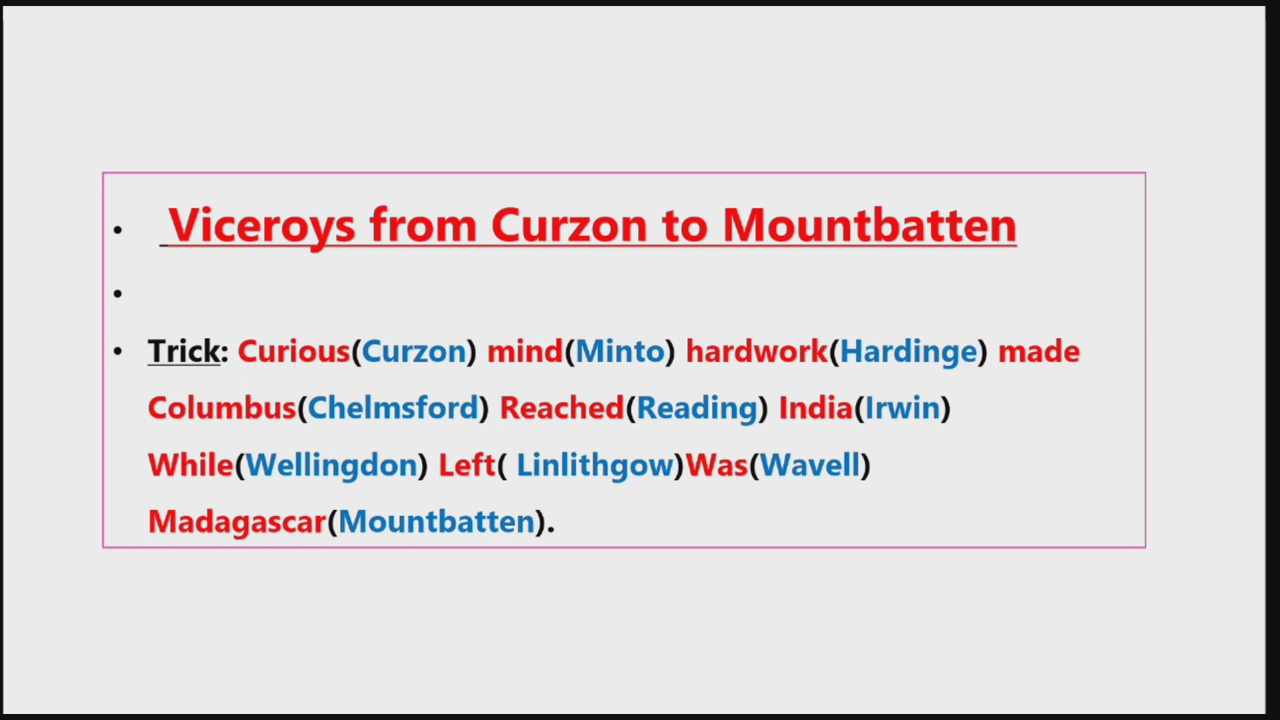 • Viceroys from Curzon to Mountbatten
•
• Trick: Curious(Curzon) mind(Minto) hardwork(Hardinge) made
Columbus(Chelmsford) Reached(Reading) India(Irwin)
While(Wellingdon) Left( Linlithgow)Was(Wavell)
Madagascar(Mountbatten).